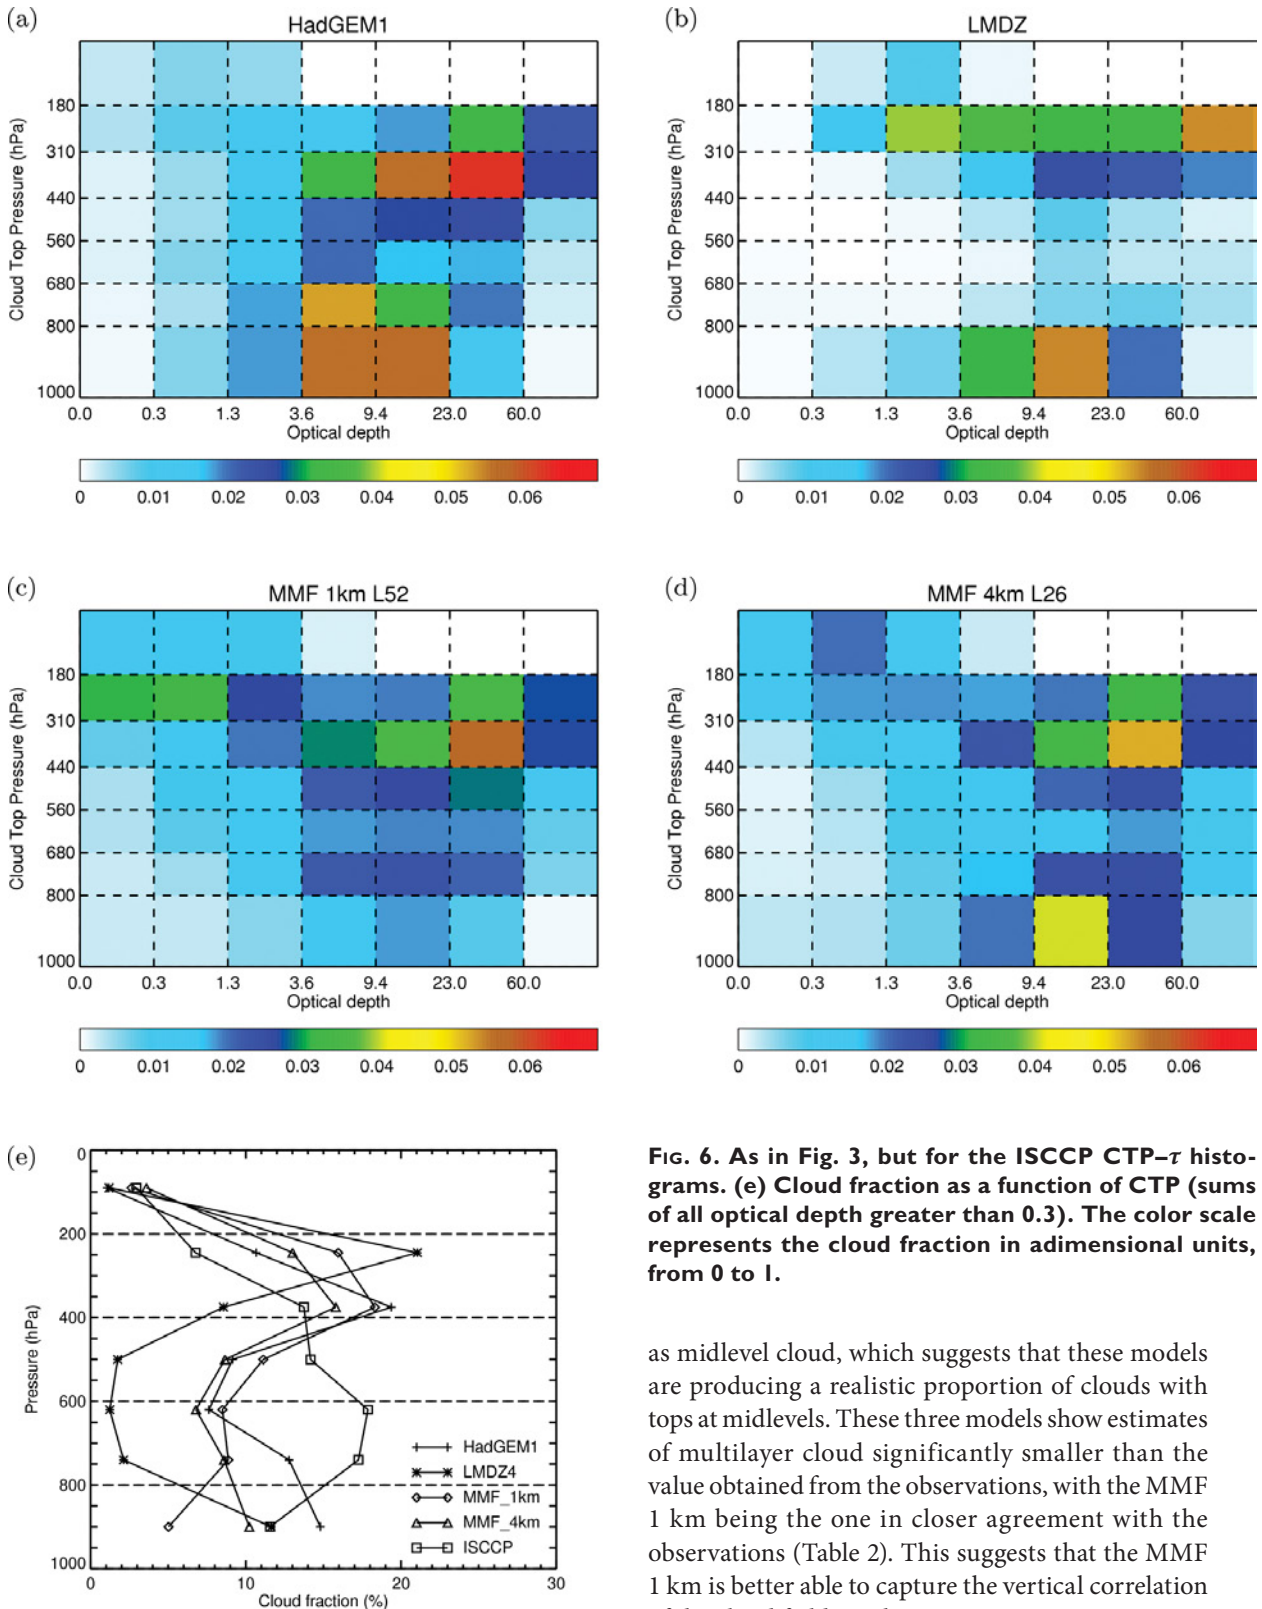 (a)
HadGEM1
180
310
440
560
680
800
1000
Cloud Top Pressure (hPa)
0.0 0.3 1.3 3.6 9.4 23.0 60.0
Optical depth
0 0.01 0.02 0.03 0.04 0.05 0.06
(b)
LMDZ
180
310
440
560
680
800
1000
Cloud Top Pressure (hPa)
0.0 0.3 1.3 3.6 9.4 23.0 60.0
Optical depth
0 0.01 0.02 0.03 0.04 0.05 0.06
(c)
MMF 1km L52
180
310
440
560
680
800
1000
Cloud Top Pressure (hPa)
0.0 0.3 1.3 3.6 9.4 23.0 60.0
Optical depth
0 0.01 0.02 0.03 0.04 0.05 0.06
(d)
MMF 4km L26
180
310
440
560
680
800
1000
Cloud Top Pressure (hPa)
0.0 0.3 1.3 3.6 9.4 23.0 60.0
Optical depth
0 0.01 0.02 0.03 0.04 0.05 0.06
(e)
0
200
400
600
800
1000
Pressure (hPa)
HadGEM1
LMDZ4
MMF_1km
MMF_4km
ISCCP
0 10 20 30
Cloud fraction (%)
FIG. 6. As in Fig. 3, but for the ISCCP CTP–τ histo-
grams. (e) Cloud fraction as a function of CTP (sums
of all optical depth greater than 0.3). The color scale
represents the cloud fraction in adimensional units,
from 0 to 1.
as midlevel cloud, which suggests that these models
are producing a realistic proportion of clouds with
tops at midlevels. These three models show estimates
of multilayer cloud significantly smaller than the
value obtained from the observations, with the MMF
1 km being the one in closer agreement with the
observations (Table 2). This suggests that the MMF
1 km is better able to capture the vertical correlation